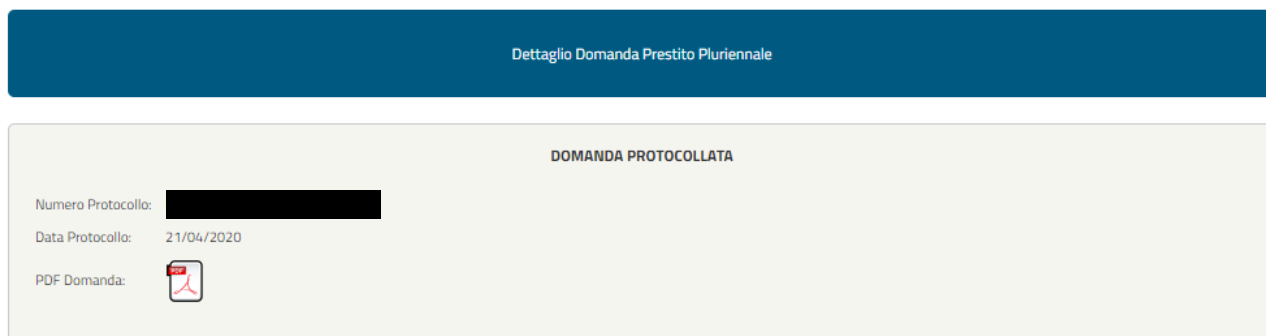 Dettaglio Domanda Prestito Pluriennale
DOMANDA PROTOCOLLATA
Numero Protocollo:
Data Protocollo: 21/04/2020
PDF Domanda: PDF